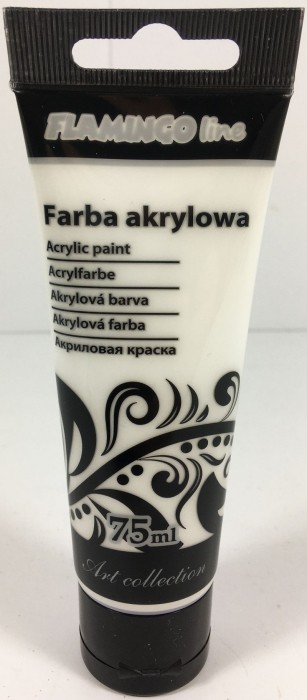 FLAMINGO line
Farba akrylowa
Acrylic paint
Acrylfarbe
Akrylová barva
Akrylová farba
Акриловая краска
75ml
Art collection